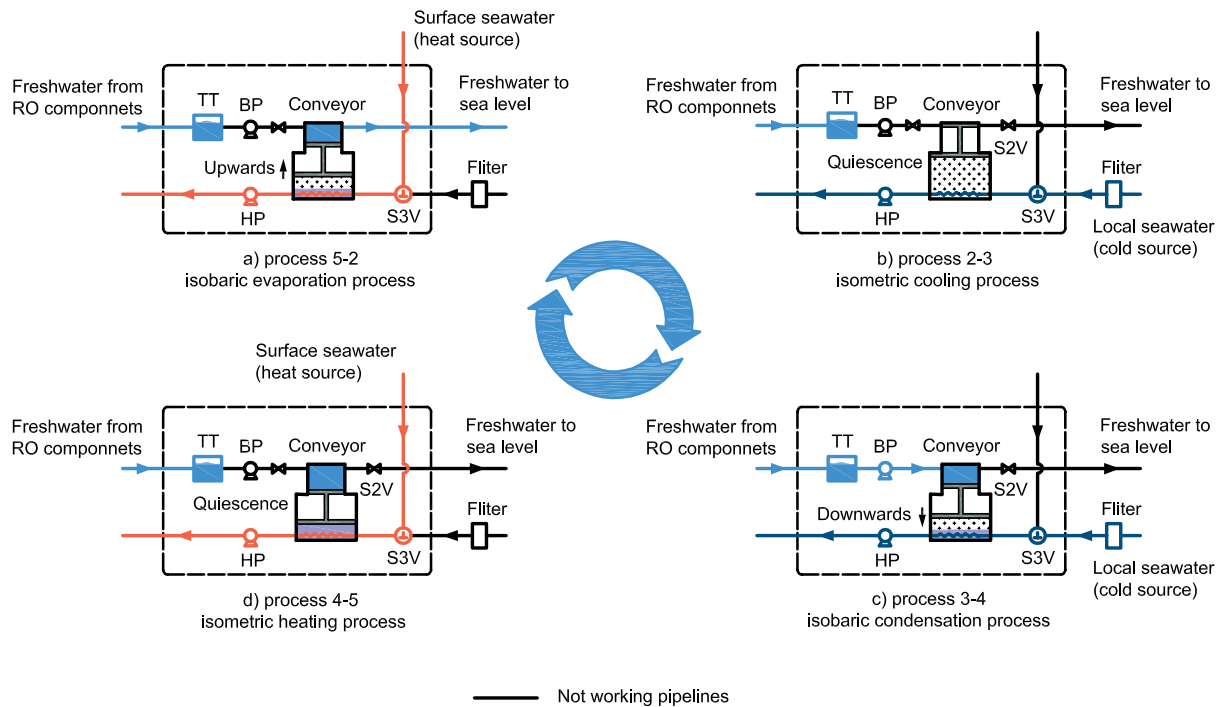 Surface seawater
(heat source)
Freshwater from
RO componnets
TT
BP
Conveyor
Freshwater to
sea level
Upwards
Fliter
HP
S3V
a) process 5-2
isobaric evaporation process
Freshwater from
RO componnets
TT
BP
Conveyor
Freshwater to
sea level
S2V
Quiescence
Fliter
HP
S3V
Local seawater
(cold source)
b) process 2-3
isometric cooling process
Surface seawater
(heat source)
Freshwater from
RO componnets
TT
BP
Conveyor
Freshwater to
sea level
S2V
Quiescence
Fliter
HP
S3V
d) process 4-5
isometric heating process
Freshwater from
RO componnets
TT
BP
Conveyor
Freshwater to
sea level
S2V
Downwards
Fliter
HP
S3V
Local seawater
(cold source)
c) process 3-4
isobaric condensation process
Not working pipelines